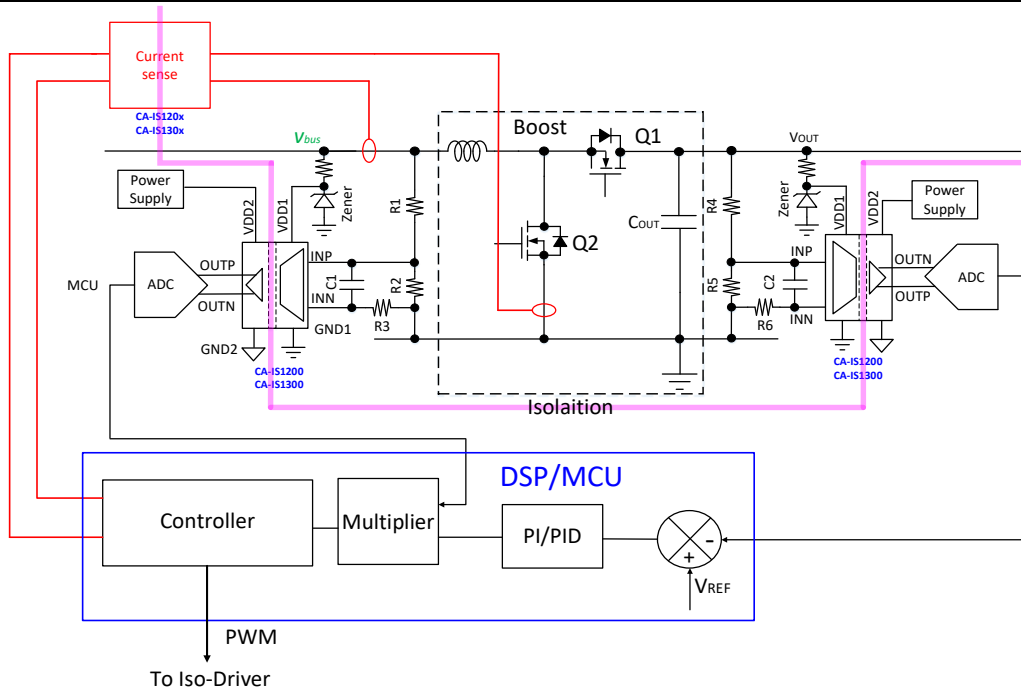 Current
sense
CA-IS120x
CA-IS130x
Vbus
Boost
Q1
VOUT
Power
Supply
VDD2
VDD1
Zener
R1
R4
COUT
Zener
VDD1
VDD2
Power
Supply
Q2
MCU
ADC
OUTP
OUTN
INP
C1
INN
R2
R3
GND1
GND2
CA-IS1200
CA-IS1300
R5
C2
INP
R6
INN
OUTN
OUTP
ADC
CA-IS1200
CA-IS1300
Isolaition
DSP/MCU
Controller
Multiplier
PI/PID
-
+
VREF
PWM
To Iso-Driver